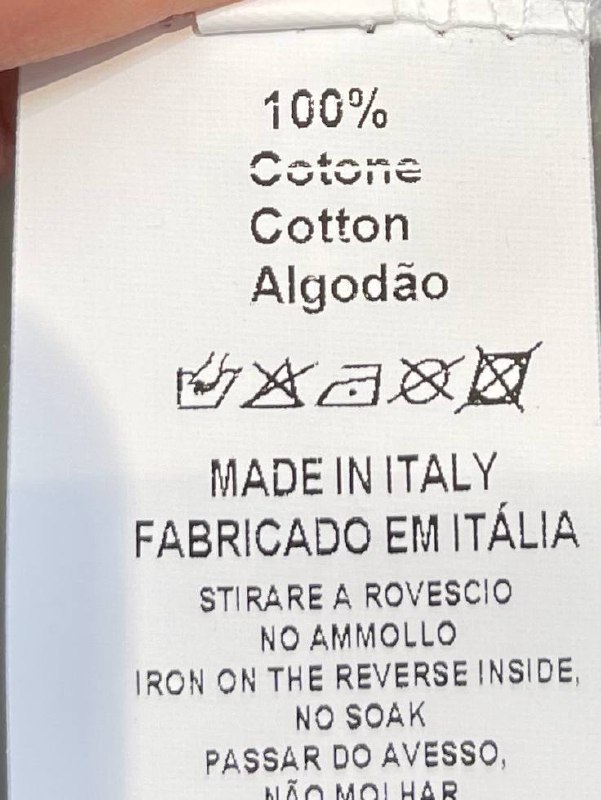 100%
Cotone
Cotton
Algodão
MADE IN ITALY
FABRICADO EM ITÁLIA
STIRARE A ROVESCIO
NO AMMOLLO
IRON ON THE REVERSE INSIDE,
NO SOAK
PASSAR DO AVESSO,
NÃO MOLHAR